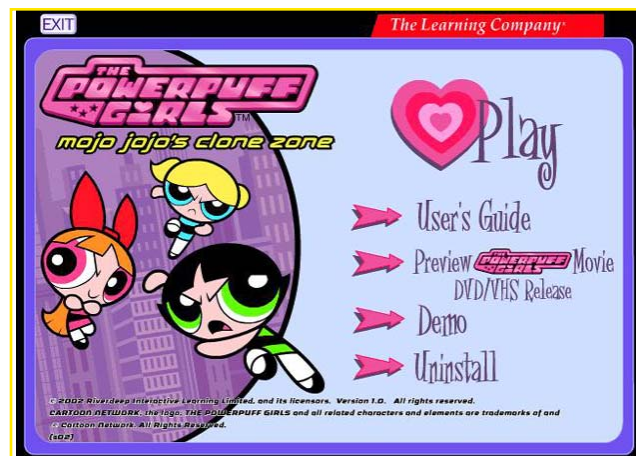 EXIT
The Learning Company®
THE
POWERPUFF
GIRLS™
mojo jojo's clone zone
Play
User's Guide
Preview THE POWERPUFF GIRLS Movie
DVD/VHS Release
Demo
Uninstall
© 2002 Riverdeep Interactive Learning Limited, and its licensors. Version 1.0. All rights reserved.
CARTOON NETWORK, the logo, THE POWERPUFF GIRLS and all related characters and elements are trademarks of and
© Cartoon Network. All Rights Reserved.
(s02)